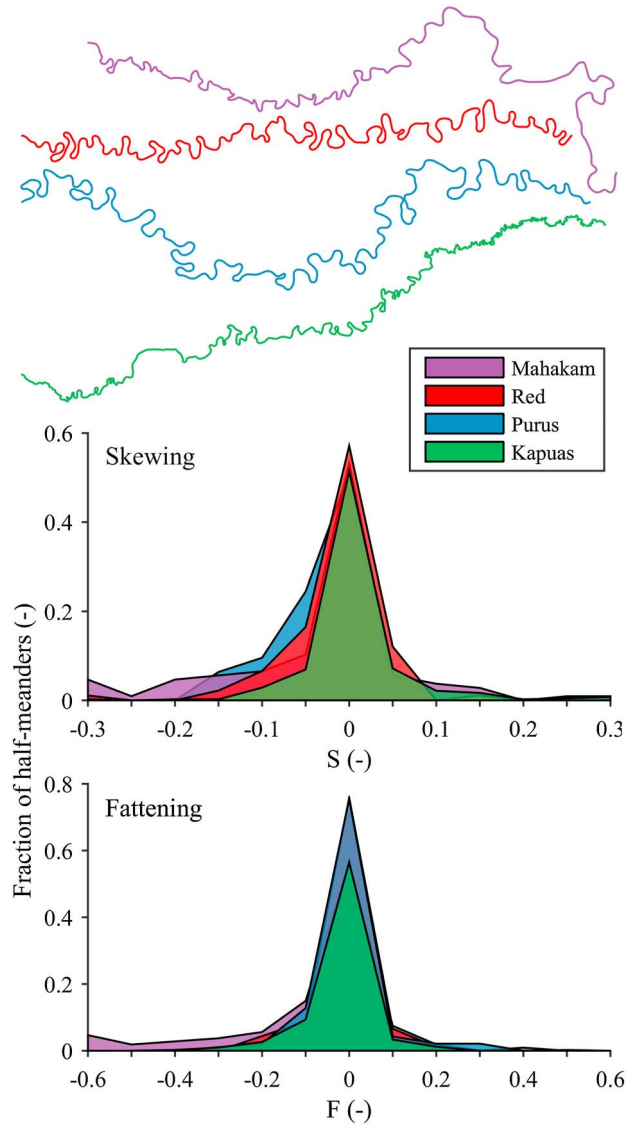 Mahakam
Red
Purus
Kapuas
Skewing
0.6
0.4
0.2
0
-0.3 -0.2 -0.1 0 0.1 0.2 0.3
S (-)
Fraction of half-meanders (-)
Fattening
0.8
0.6
0.4
0.2
0
-0.6 -0.4 -0.2 0 0.2 0.4 0.6
F (-)